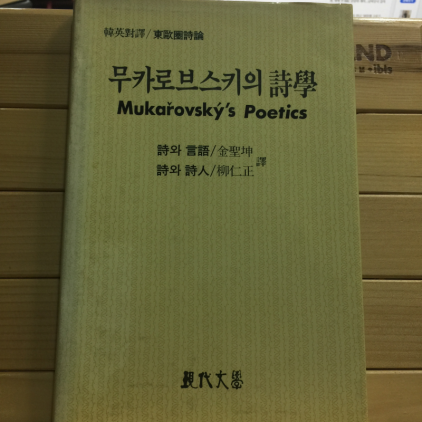 韓英對譯/東歐圈詩論
무카로브스키의 詩學
Mukařovský's Poetics
詩와 言語/金聖坤
詩와 詩人/柳仁正
譯
現代文學
AND